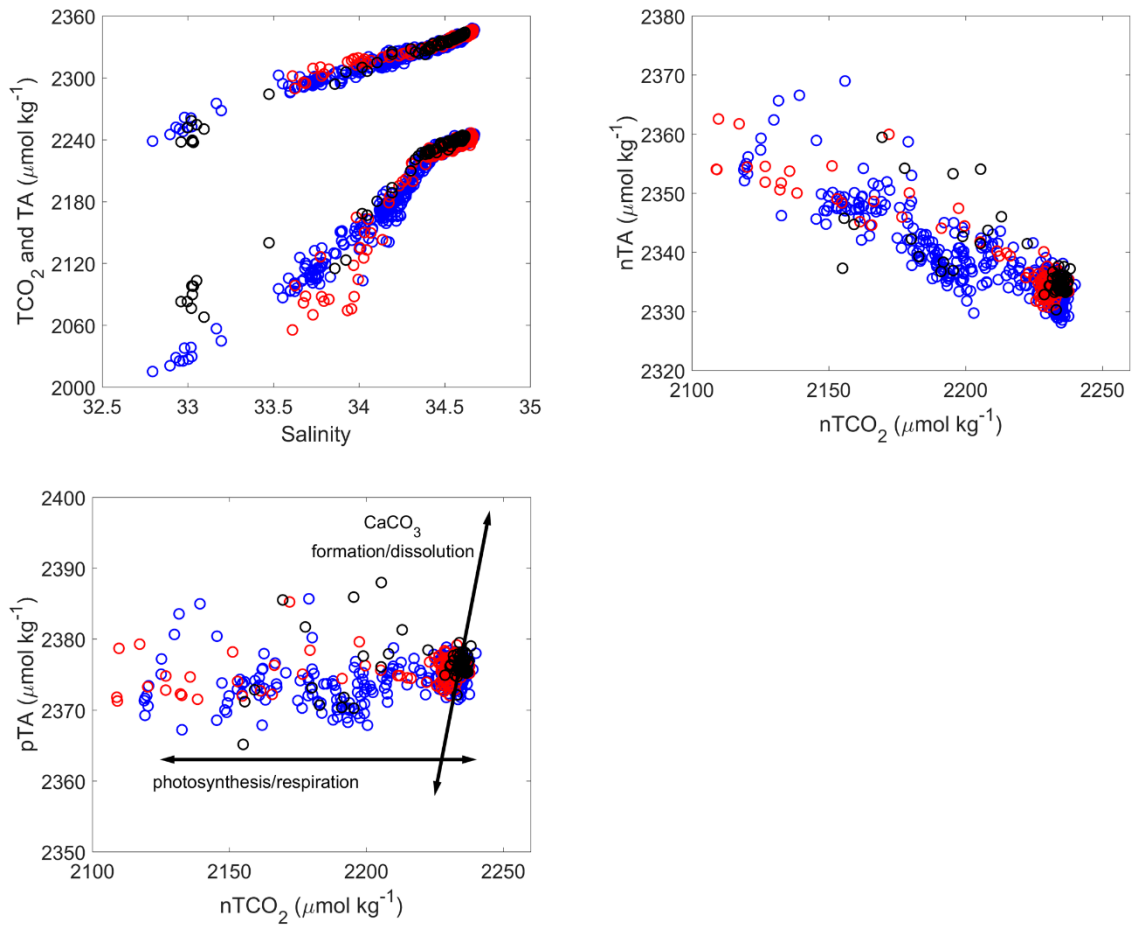 TCO2 and TA (μmol kg-1)
2360
2300
2240
2180
2120
2060
2000
32.5 33 33.5 34 34.5 35
Salinity
nTA (μmol kg-1)
2380
2370
2360
2350
2340
2330
2320
2100 2150 2200 2250
nTCO2 (μmol kg-1)
pTA (μmol kg-1)
2400
2390
2380
2370
2360
2350
CaCO3
formation/dissolution
photosynthesis/respiration
2100 2150 2200 2250
nTCO2 (μmol kg-1)